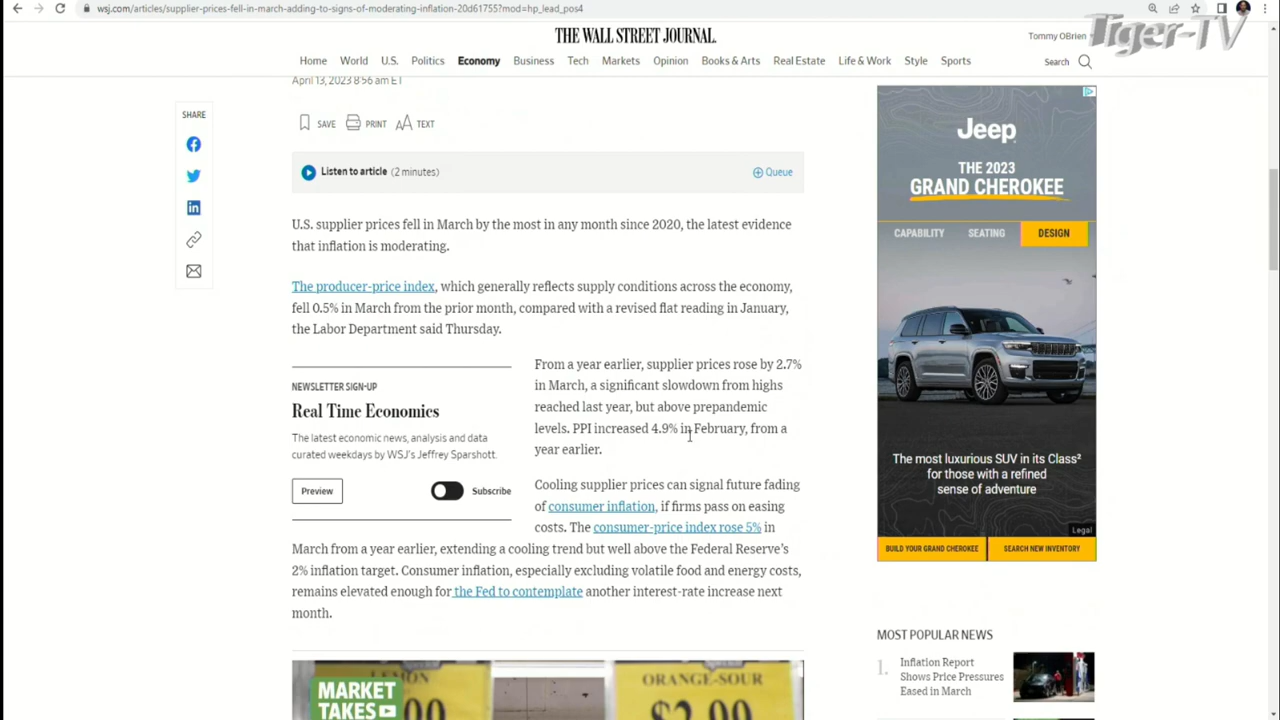 wsj.com/articles/supplier-prices-fell-in-march-adding-to-signs-of-moderating-inflation-20d61755?mod=hp_lead_pos4
Tiger-TV
THE WALL STREET JOURNAL.
Tommy OBrien
Home World U.S. Politics Economy Business Tech Markets Opinion Books & Arts Real Estate Life & Work Style Sports
Search
April 13, 2023 8:56 am ET
SHARE
SAVE PRINT AA TEXT
Listen to article (2 minutes)
Queue
U.S. supplier prices fell in March by the most in any month since 2020, the latest evidence
that inflation is moderating.
The producer-price index, which generally reflects supply conditions across the economy,
fell 0.5% in March from the prior month, compared with a revised flat reading in January,
the Labor Department said Thursday.
NEWSLETTER SIGN-UP
Real Time Economics
The latest economic news, analysis and data
curated weekdays by WSJ's Jeffrey Sparshott.
Preview
Subscribe
From a year earlier, supplier prices rose by 2.7%
in March, a significant slowdown from highs
reached last year, but above prepandemic
levels. PPI increased 4.9% in February, from a
year earlier.
Cooling supplier prices can signal future fading
of consumer inflation, if firms pass on easing
costs. The consumer-price index rose 5% in
March from a year earlier, extending a cooling trend but well above the Federal Reserve's
2% inflation target. Consumer inflation, especially excluding volatile food and energy costs,
remains elevated enough for the Fed to contemplate another interest-rate increase next
month.
MARKET
TAKES
LEMON
00
ORANGE-SOUR
$2.99
Jeep
THE 2023
GRAND CHEROKEE
CAPABILITY SEATING DESIGN
The most luxurious SUV in its Class²
for those with a refined
sense of adventure
Legal
BUILD YOUR GRAND CHEROKEE
SEARCH NEW INVENTORY
MOST POPULAR NEWS
1.
Inflation Report
Shows Price Pressures
Eased in March